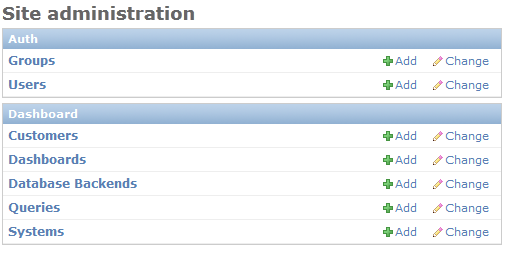 Site administration
Auth
Groups Add Change
Users Add Change
Dashboard
Customers Add Change
Dashboards Add Change
Database Backends Add Change
Queries Add Change
Systems Add Change